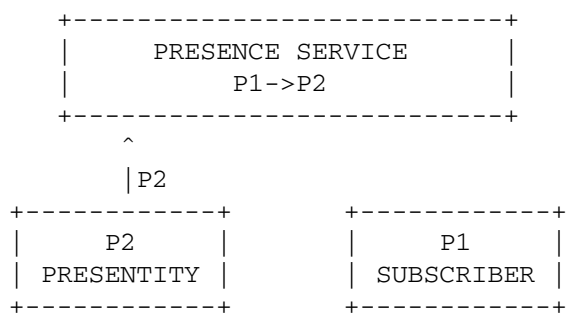 +---------------------------+
|     PRESENCE SERVICE      |
|          P1->P2           |
+---------------------------+
^
|P2
+------------+ +------------+
|     P2     | |     P1     |
| PRESENTITY | | SUBSCRIBER |
+------------+ +------------+